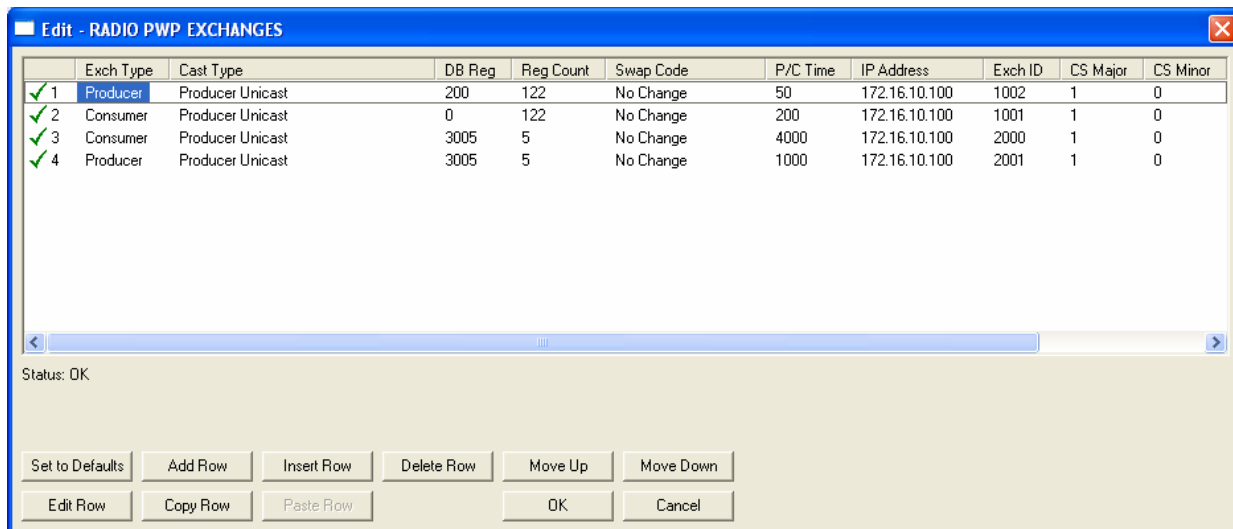 Edit - RADIO PWP EXCHANGES
Exch Type Cast Type DB Reg Reg Count Swap Code P/C Time IP Address Exch ID CS Major CS Minor
1 Producer Producer Unicast 200 122 No Change 50 172.16.10.100 1002 1 0
2 Consumer Producer Unicast 0 122 No Change 200 172.16.10.100 1001 1 0
3 Consumer Producer Unicast 3005 5 No Change 4000 172.16.10.100 2000 1 0
4 Producer Producer Unicast 3005 5 No Change 1000 172.16.10.100 2001 1 0
Status: OK
Set to Defaults Add Row Insert Row Delete Row Move Up Move Down
Edit Row Copy Row Paste Row OK Cancel